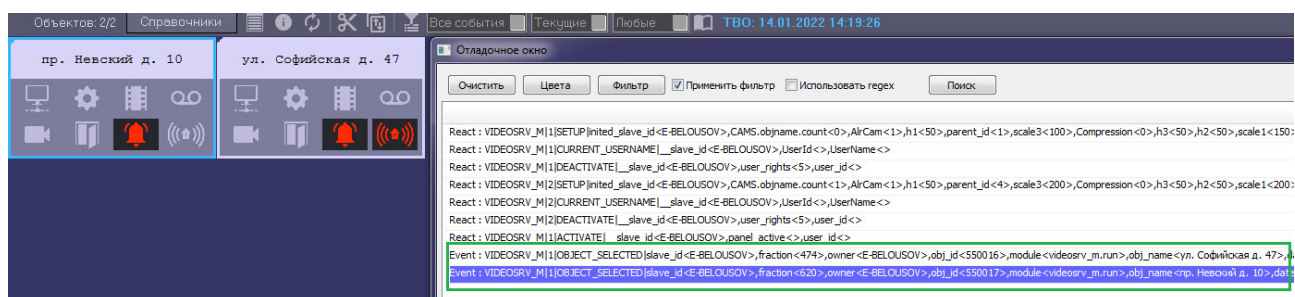 Объектов: 2/2 Справочники Все события Текущие Любые ТВО: 14.01.2022 14:19:26
пр. Невский д. 10 ул. Софийская д. 47
Отладочное окно
Очистить Цвета Фильтр Применить фильтр Использовать regex Поиск
React : VIDEOSRV_M|1|SETUP|inited_slave_id<E-BELOUSOV>,CAMS.objname.count<0>,AlrCam<1>,h1<50>,parent_id<1>,scale3<100>,Compression<0>,h3<50>,h2<50>,scale1<150>
React : VIDEOSRV_M|1|CURRENT_USERNAME|__slave_id<E-BELOUSOV>,UserId<>,UserName<>
React : VIDEOSRV_M|1|DEACTIVATE|__slave_id<E-BELOUSOV>,user_rights<5>,user_id<>
React : VIDEOSRV_M|2|SETUP|inited_slave_id<E-BELOUSOV>,CAMS.objname.count<1>,AlrCam<1>,h1<50>,parent_id<4>,scale3<200>,Compression<0>,h3<50>,h2<50>,scale1<200>
React : VIDEOSRV_M|2|CURRENT_USERNAME|__slave_id<E-BELOUSOV>,UserId<>,UserName<>
React : VIDEOSRV_M|2|DEACTIVATE|__slave_id<E-BELOUSOV>,user_rights<5>,user_id<>
React : VIDEOSRV_M|1|ACTIVATE|__slave_id<E-BELOUSOV>,panel_active<>,user_id<>
Event : VIDEOSRV_M|1|OBJECT_SELECTED|slave_id<E-BELOUSOV>,fraction<474>,owner<E-BELOUSOV>,obj_id<550016>,module<videosrv_m.run>,obj_name<ул. Софийская д. 47>,da
Event : VIDEOSRV_M|1|OBJECT_SELECTED|slave_id<E-BELOUSOV>,fraction<620>,owner<E-BELOUSOV>,obj_id<550017>,module<videosrv_m.run>,obj_name<пр. Невский д. 10>,date